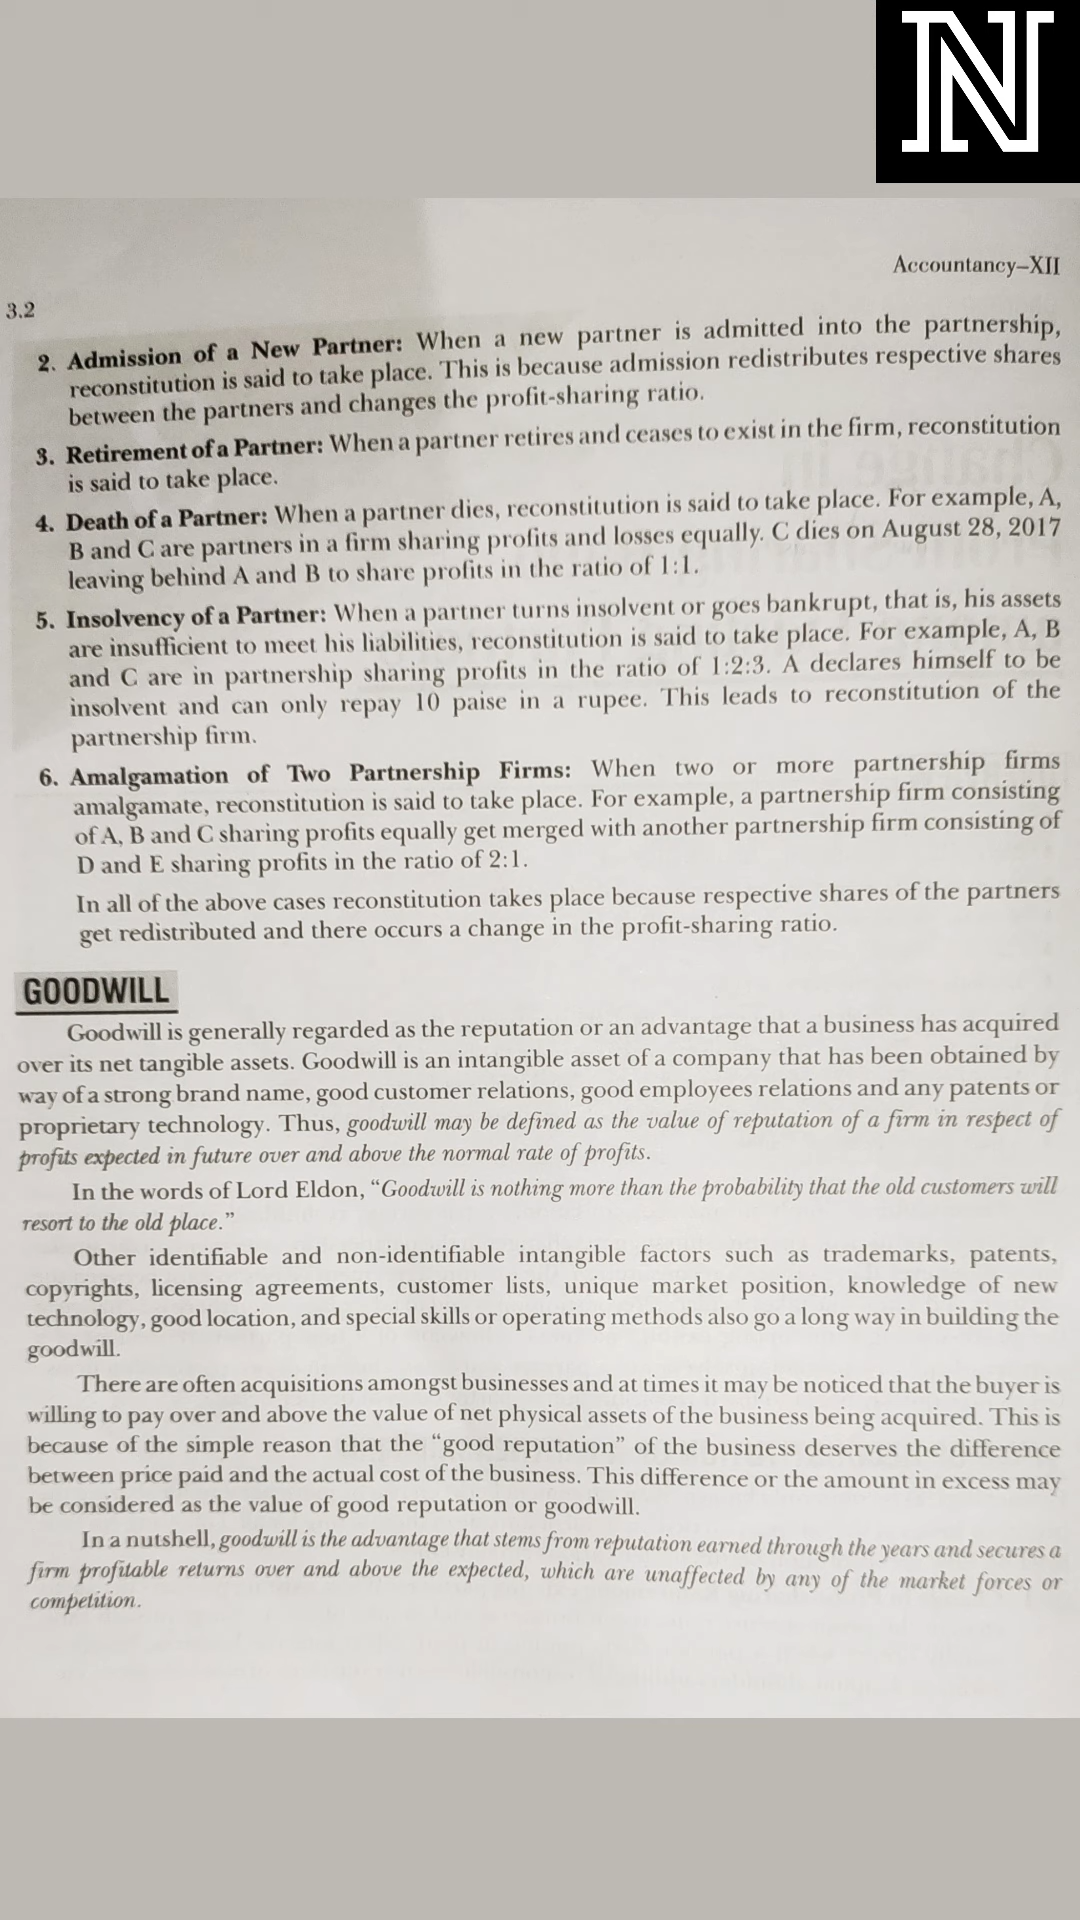 N
Accountancy–XII
3.2
2. Admission of a New Partner: When a new partner is admitted into the partnership,
reconstitution is said to take place. This is because admission redistributes respective shares
between the partners and changes the profit-sharing ratio.
3. Retirement of a Partner: When a partner retires and ceases to exist in the firm, reconstitution
is said to take place.
4. Death of a Partner: When a partner dies, reconstitution is said to take place. For example, A,
B and C are partners in a firm sharing profits and losses equally. C dies on August 28, 2017
leaving behind A and B to share profits in the ratio of 1:1.
5. Insolvency of a Partner: When a partner turns insolvent or goes bankrupt, that is, his assets
are insufficient to meet his liabilities, reconstitution is said to take place. For example, A, B
and C are in partnership sharing profits in the ratio of 1:2:3. A declares himself to be
insolvent and can only repay 10 paise in a rupee. This leads to reconstitution of the
partnership firm.
6. Amalgamation of Two Partnership Firms: When two or more partnership firms
amalgamate, reconstitution is said to take place. For example, a partnership firm consisting
of A, B and C sharing profits equally get merged with another partnership firm consisting of
D and E sharing profits in the ratio of 2:1.
In all of the above cases reconstitution takes place because respective shares of the partners
get redistributed and there occurs a change in the profit-sharing ratio.
GOODWILL
Goodwill is generally regarded as the reputation or an advantage that a business has acquired
over its net tangible assets. Goodwill is an intangible asset of a company that has been obtained by
way of a strong brand name, good customer relations, good employees relations and any patents or
proprietary technology. Thus, goodwill may be defined as the value of reputation of a firm in respect of
profits expected in future over and above the normal rate of profits.
In the words of Lord Eldon, “Goodwill is nothing more than the probability that the old customers will
resort to the old place.”
Other identifiable and non-identifiable intangible factors such as trademarks, patents,
copyrights, licensing agreements, customer lists, unique market position, knowledge of new
technology, good location, and special skills or operating methods also go a long way in building the
goodwill.
There are often acquisitions amongst businesses and at times it may be noticed that the buyer is
willing to pay over and above the value of net physical assets of the business being acquired. This is
because of the simple reason that the “good reputation” of the business deserves the difference
between price paid and the actual cost of the business. This difference or the amount in excess may
be considered as the value of good reputation or goodwill.
In a nutshell, goodwill is the advantage that stems from reputation earned through the years and secures a
firm profitable returns over and above the expected, which are unaffected by any of the market forces or
competition.